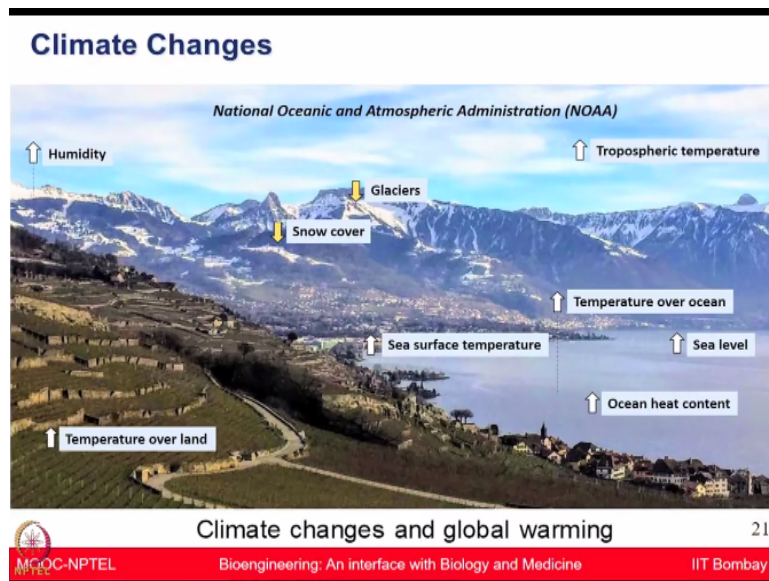 Climate Changes
National Oceanic and Atmospheric Administration (NOAA)
Humidity
Tropospheric temperature
Glaciers
Snow cover
Temperature over ocean
Sea surface temperature
Sea level
Ocean heat content
Temperature over land
Climate changes and global warming
21
NPTEL
MOOC-NPTEL
Bioengineering: An interface with Biology and Medicine
IIT Bombay